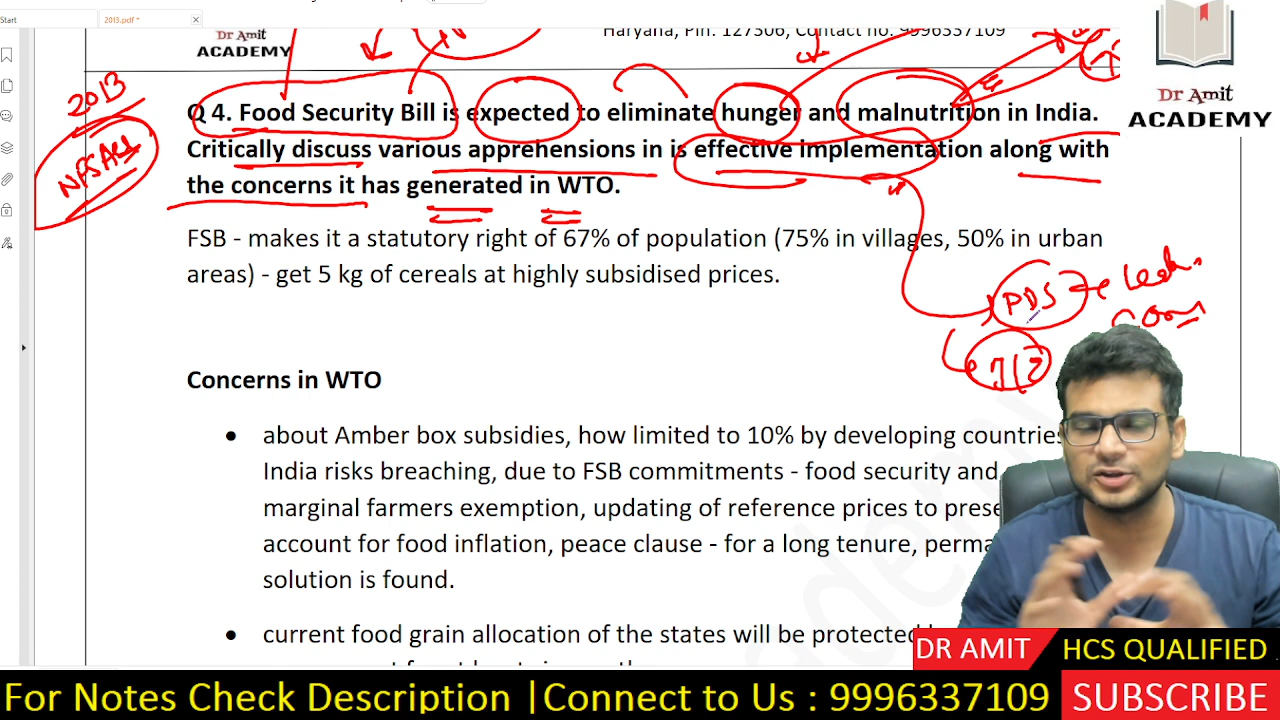 Start
2013.pdf *
Dr Amit
ACADEMY
Haryana, Pin. 127306, Contact no. 9996337109
Q 4. Food Security Bill is expected to eliminate hunger and malnutrition in India.
Critically discuss various apprehensions in is effective implementation along with
the concerns it has generated in WTO.
2013
NFS Act
FSB - makes it a statutory right of 67% of population (75% in villages, 50% in urban
areas) - get 5 kg of cereals at highly subsidised prices.
PDS
Concerns in WTO
• about Amber box subsidies, how limited to 10% by developing countries
India risks breaching, due to FSB commitments - food security and
marginal farmers exemption, updating of reference prices to
account for food inflation, peace clause - for a long tenure,
solution is found.
• current food grain allocation of the states will be protected
Dr Amit
ACADEMY
DR AMIT HCS QUALIFIED
For Notes Check Description |Connect to Us : 9996337109 SUBSCRIBE